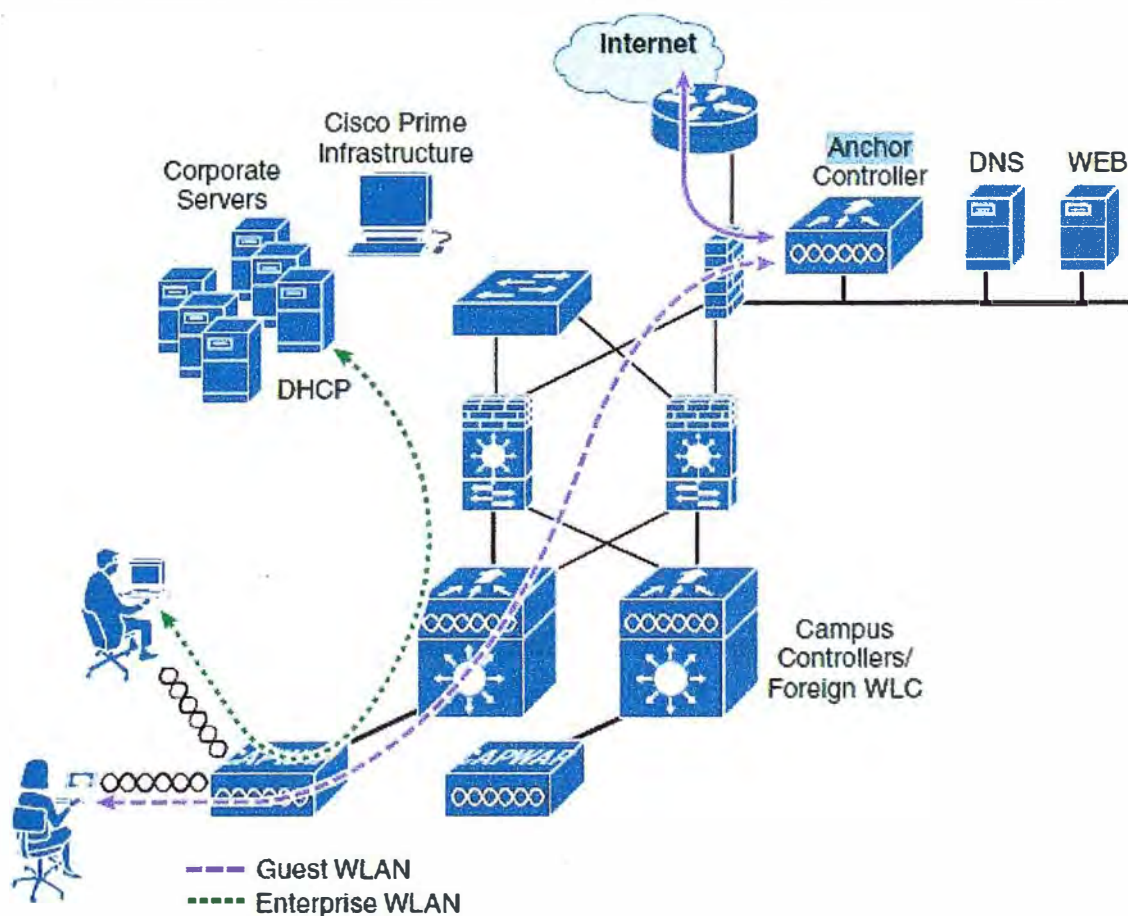 Internet
Cisco Prime
Infrastructure
Corporate
Servers
Anchor
Controller
DNS
WEB
DHCP
Campus
Controllers/
Foreign WLC
CAPWAP
Guest WLAN
Enterprise WLAN